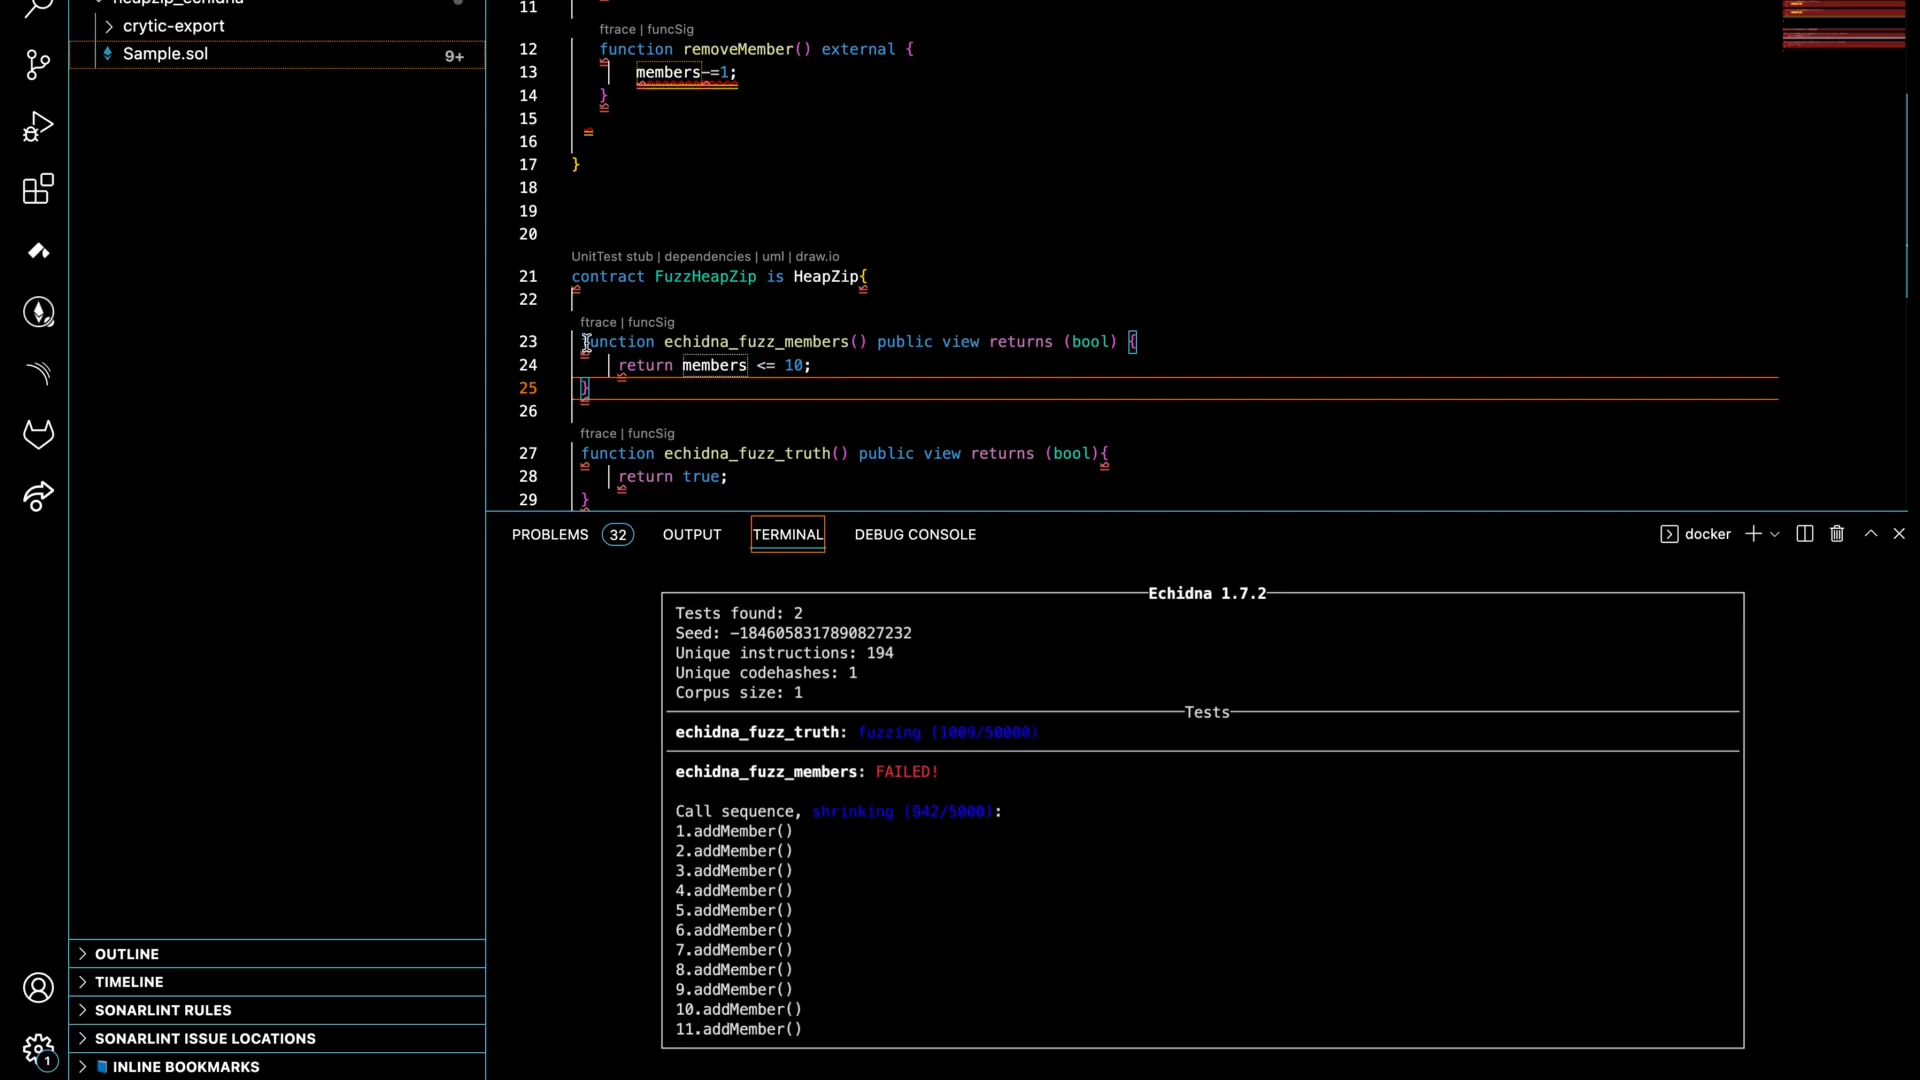 heapzip_echidna
crytic-export
Sample.sol
9+
11
ftrace | funcSig
12 function removeMember() external {
13 members-=1;
14 }
15
16
17 }
18
19
20
UnitTest stub | dependencies | uml | draw.io
21 contract FuzzHeapZip is HeapZip{
22
ftrace | funcSig
23 function echidna_fuzz_members() public view returns (bool) {
24 return members <= 10;
25 }
26
ftrace | funcSig
27 function echidna_fuzz_truth() public view returns (bool){
28 return true;
29 }
PROBLEMS 32 OUTPUT TERMINAL DEBUG CONSOLE
docker
Echidna 1.7.2
Tests found: 2
Seed: -1846058317890827232
Unique instructions: 194
Unique codehashes: 1
Corpus size: 1
Tests
echidna_fuzz_truth: fuzzing (1009/50000)
echidna_fuzz_members: FAILED!
Call sequence, shrinking (942/5000):
1.addMember()
2.addMember()
3.addMember()
4.addMember()
5.addMember()
6.addMember()
7.addMember()
8.addMember()
9.addMember()
10.addMember()
11.addMember()
OUTLINE
TIMELINE
SONARLINT RULES
SONARLINT ISSUE LOCATIONS
INLINE BOOKMARKS
1